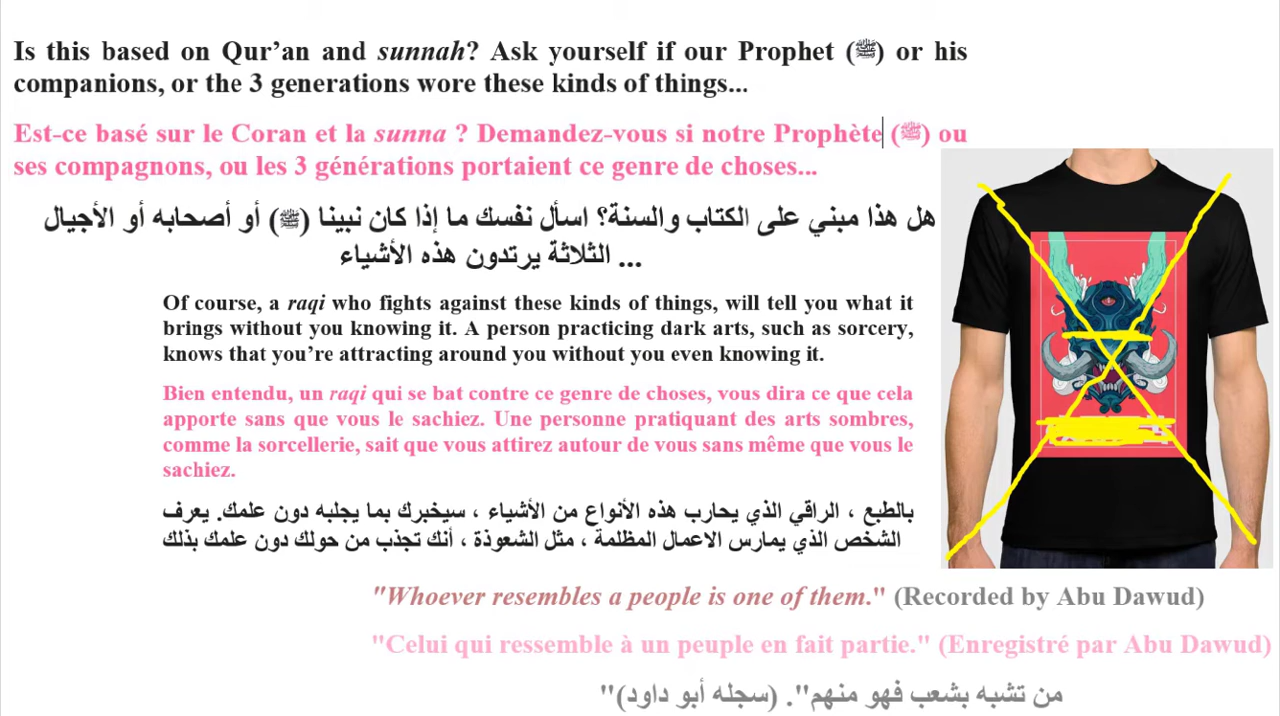 Is this based on Qur’an and sunnah? Ask yourself if our Prophet (ﷺ) or his
companions, or the 3 generations wore these kinds of things...
Est-ce basé sur le Coran et la sunna ? Demandez-vous si notre Prophète (ﷺ) ou
ses compagnons, ou les 3 générations portaient ce genre de choses...
هل هذا مبني على الكتاب والسنة؟ اسأل نفسك ما إذا كان نبينا (ﷺ) أو أصحابه أو الأجيال
الثلاثة يرتدون هذه الأشياء ...
Of course, a raqi who fights against these kinds of things, will tell you what it
brings without you knowing it. A person practicing dark arts, such as sorcery,
knows that you’re attracting around you without you even knowing it.
Bien entendu, un raqi qui se bat contre ce genre de choses, vous dira ce que cela
apporte sans que vous le sachiez. Une personne pratiquant des arts sombres,
comme la sorcellerie, sait que vous attirez autour de vous sans même que vous le
sachiez.
بالطبع ، الراقي الذي يحارب هذه الأنواع من الأشياء ، سيخبرك بما يجلبه دون علمك. يعرف
الشخص الذي يمارس الاعمال المظلمة ، مثل الشعوذة ، أنك تجذب من حولك دون علمك بذلك
"Whoever resembles a people is one of them." (Recorded by Abu Dawud)
"Celui qui ressemble à un peuple en fait partie." (Enregistré par Abu Dawud)
من تشبه بشعب فهو منهم". (سجله أبو داود)"